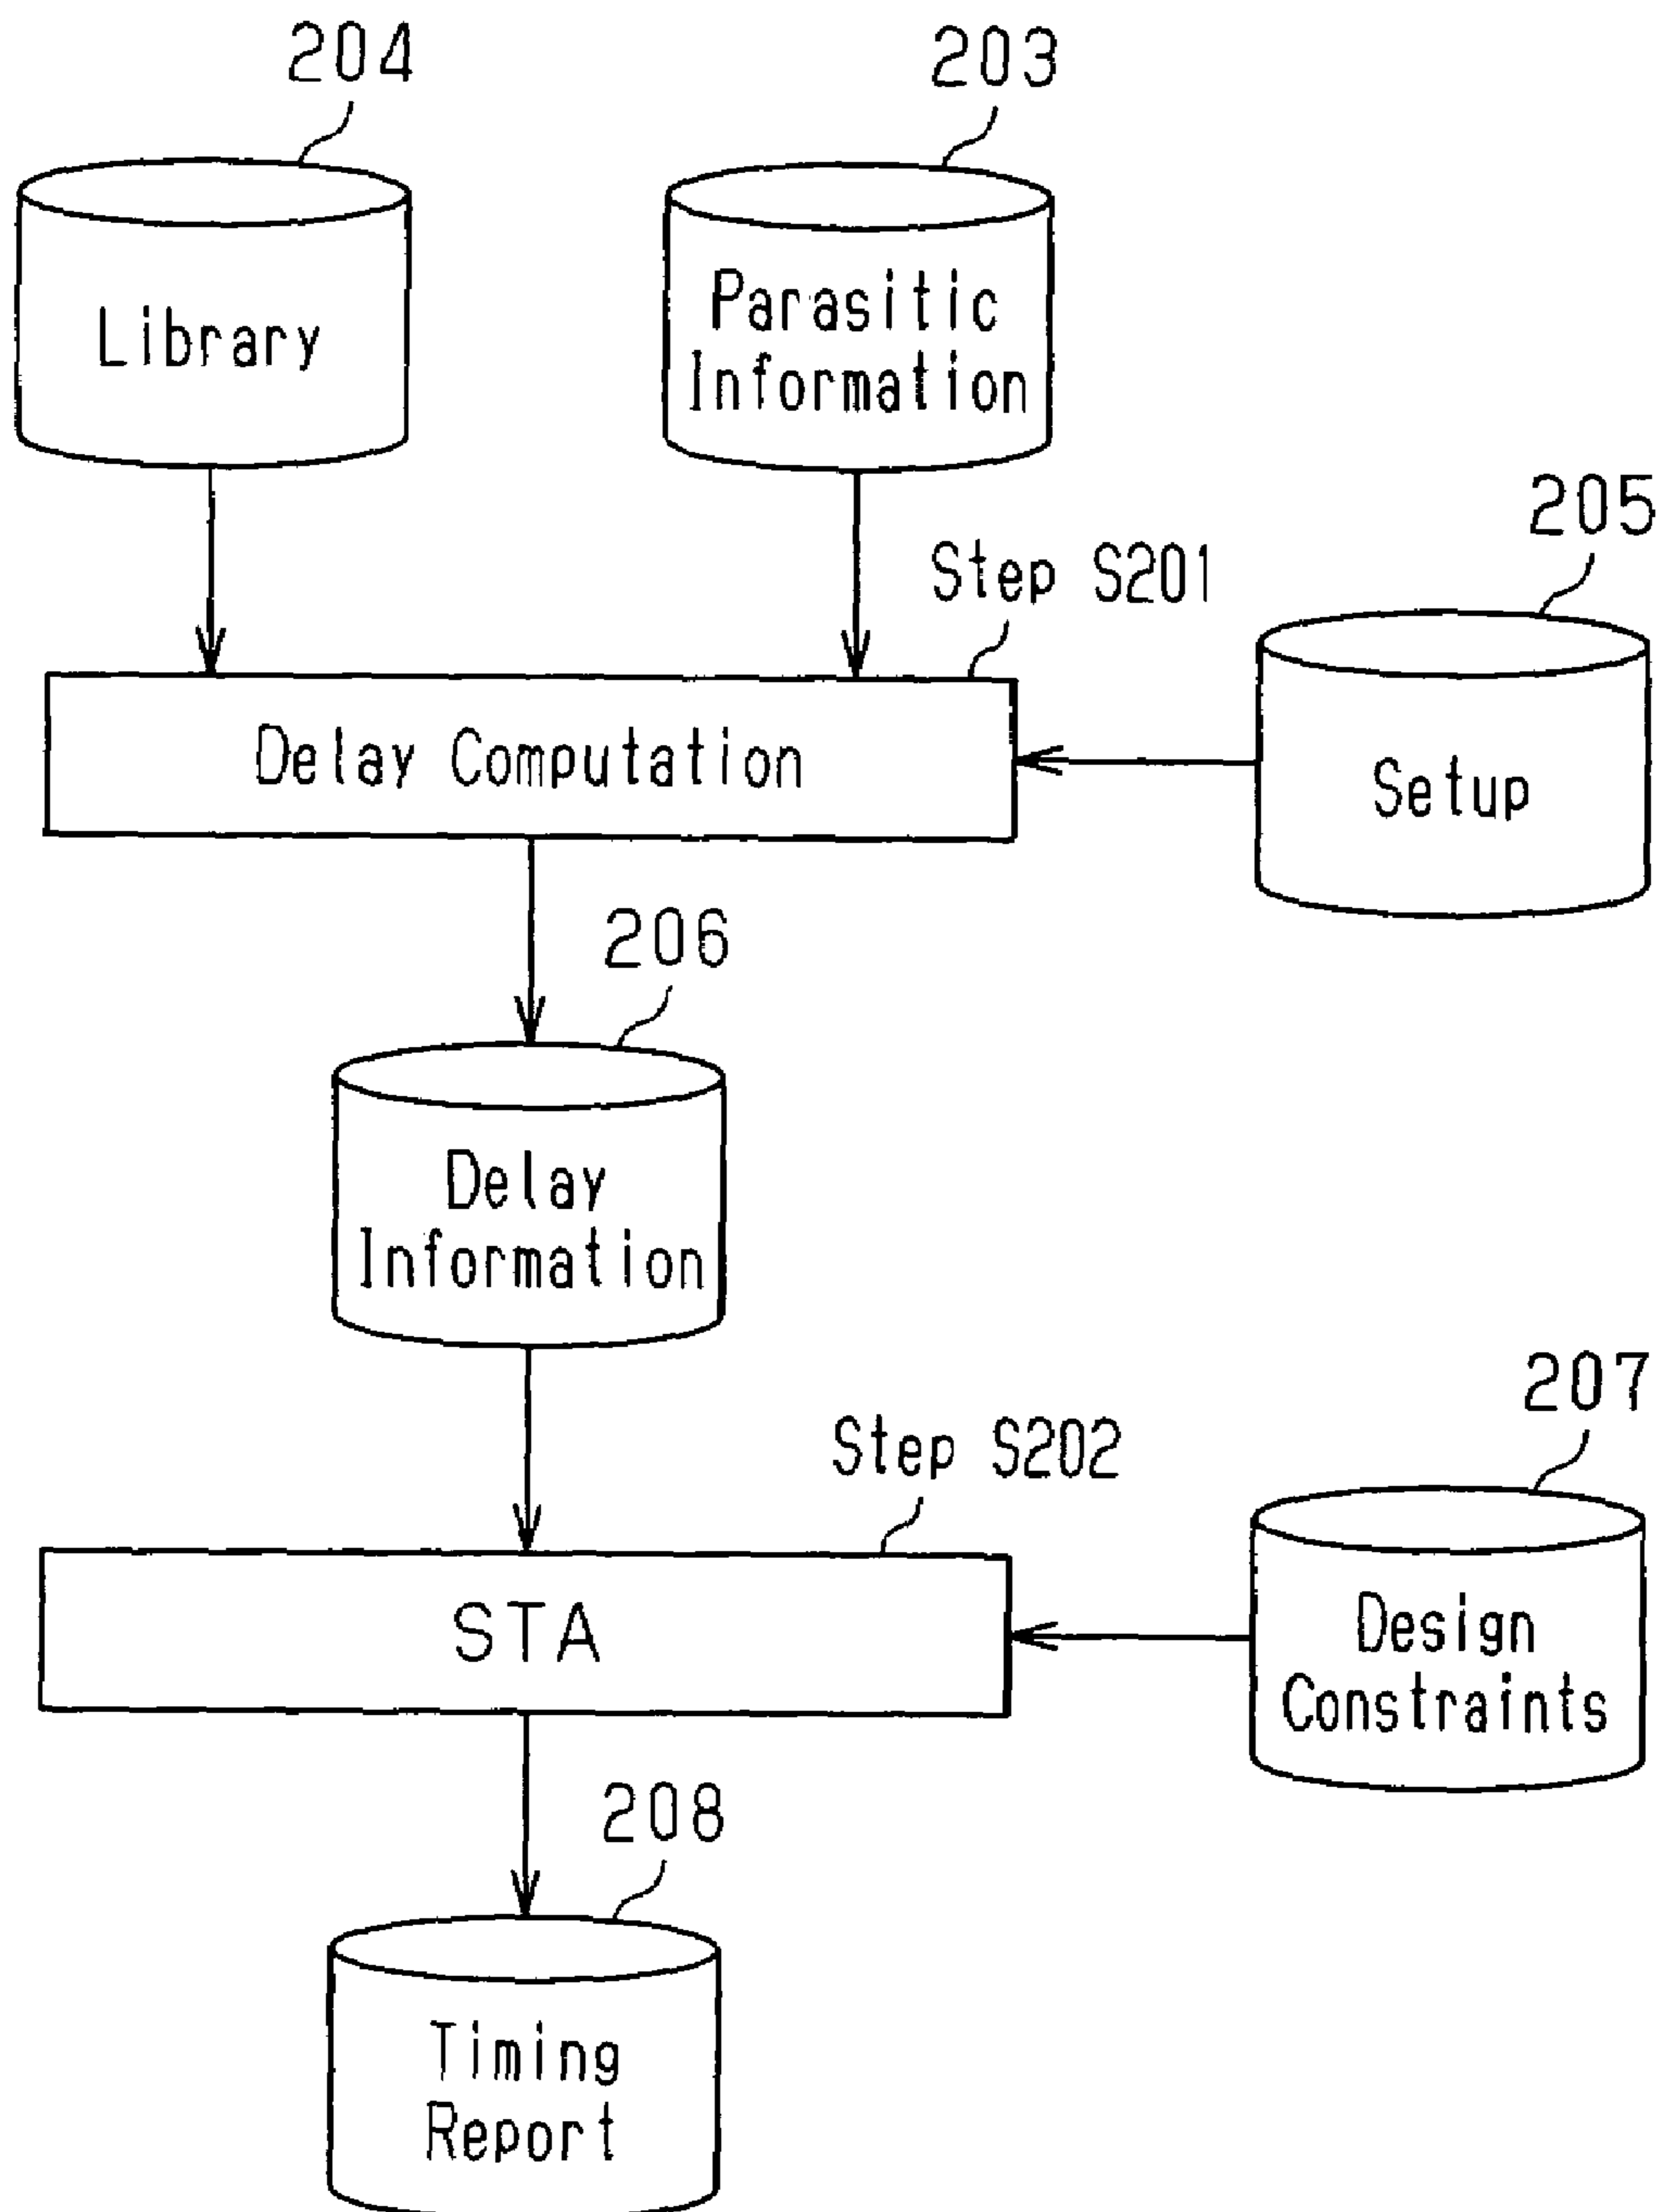 204
203
Library
Parasitic
Information
205
Step S201
Delay Computation
Setup
206
Delay
Information
207
Step S202
STA
Design
Constraints
208
Timing
Report